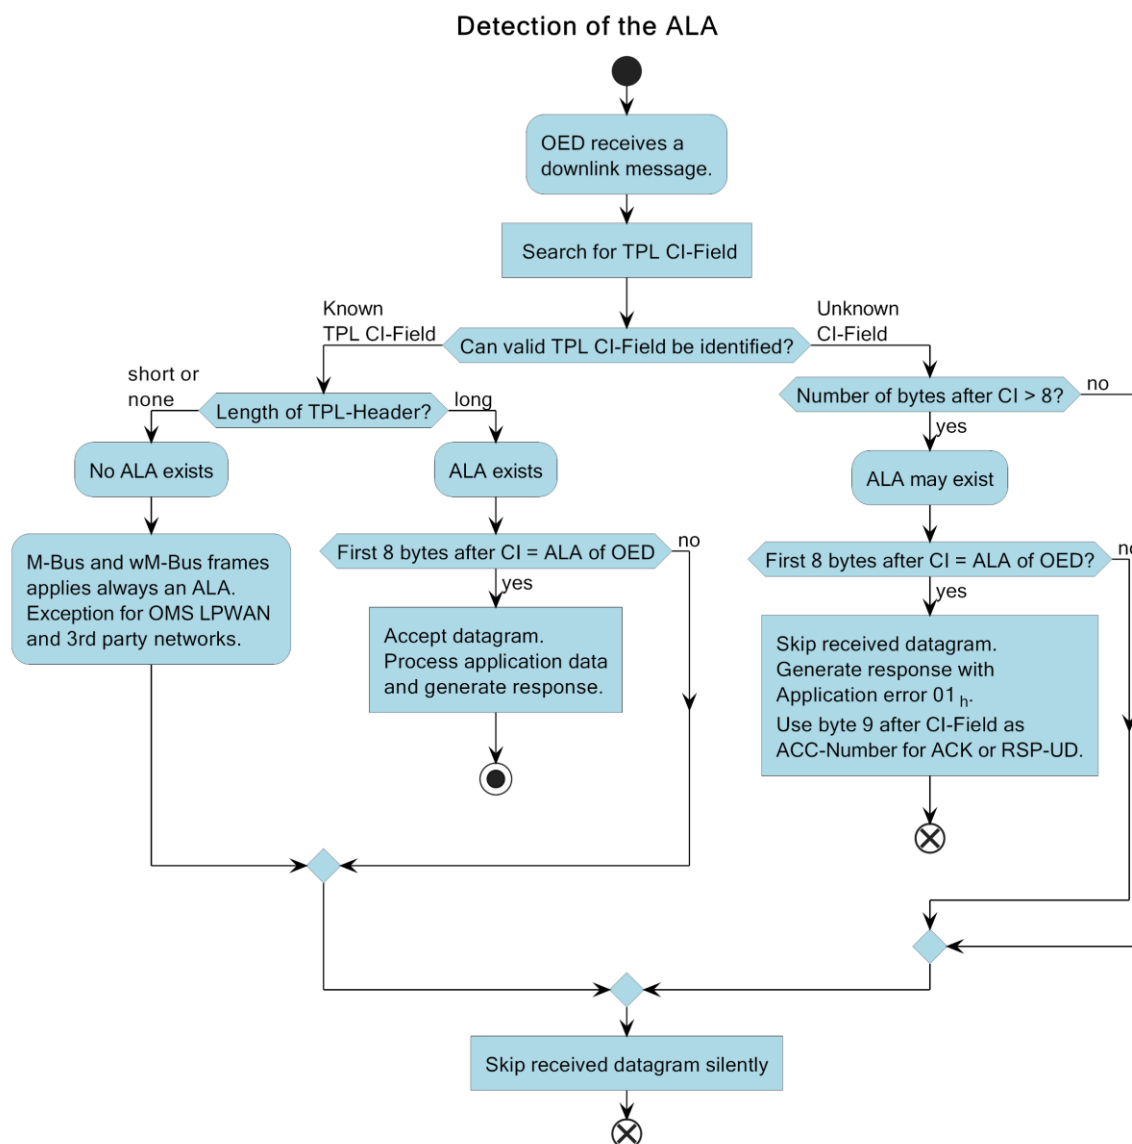 Detection of the ALA
OED receives a
downlink message.
Search for TPL CI-Field
Known
TPL CI-Field
Can valid TPL CI-Field be identified?
Unknown
CI-Field
short or
none
Length of TPL-Header?
long
Number of bytes after CI > 8?
no
yes
No ALA exists
ALA exists
ALA may exist
M-Bus and wM-Bus frames
applies always an ALA.
Exception for OMS LPWAN
and 3rd party networks.
First 8 bytes after CI = ALA of OED
no
yes
Accept datagram.
Process application data
and generate response.
First 8 bytes after CI = ALA of OED?
no
yes
Skip received datagram.
Generate response with
Application error 01 h.
Use byte 9 after CI-Field as
ACC-Number for ACK or RSP-UD.
Skip received datagram silently